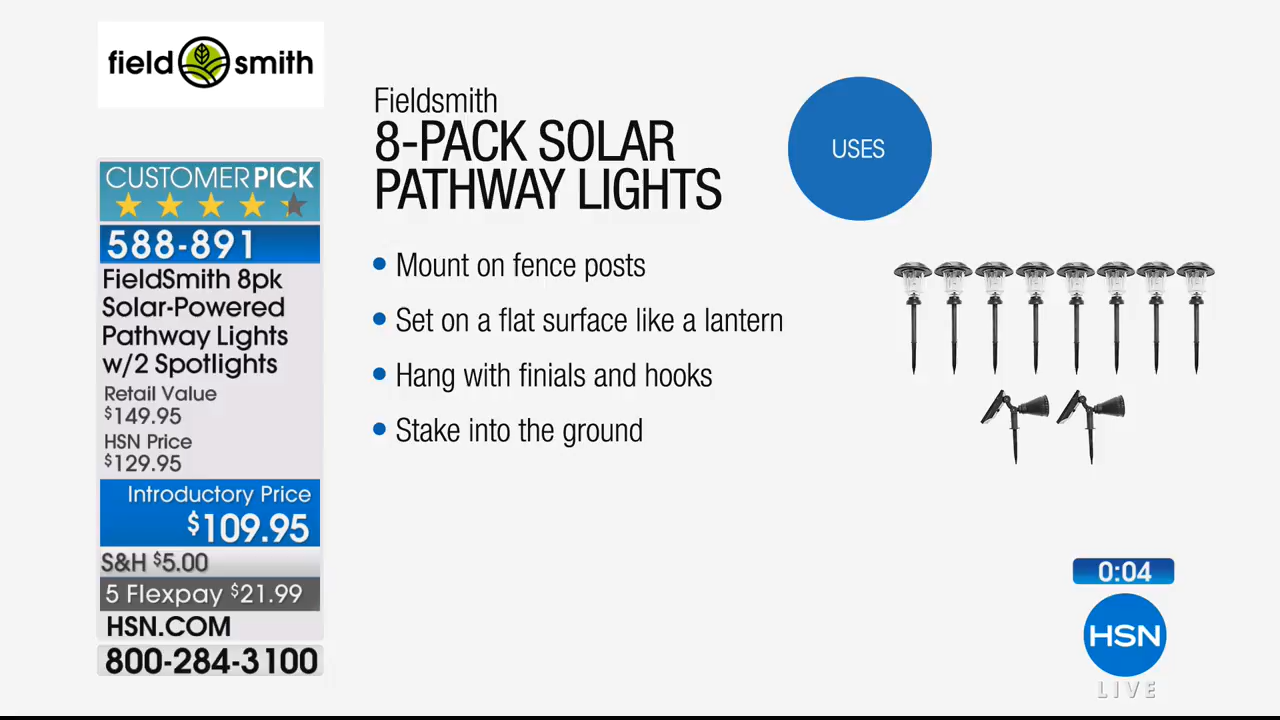 field smith
CUSTOMER PICK
588-891
FieldSmith 8pk
Solar-Powered
Pathway Lights
w/2 Spotlights
Retail Value
$149.95
HSN Price
$129.95
Introductory Price
$109.95
S&H $5.00
5 Flexpay $21.99
HSN.COM
800-284-3100
Fieldsmith
8-PACK SOLAR
PATHWAY LIGHTS
USES
• Mount on fence posts
• Set on a flat surface like a lantern
• Hang with finials and hooks
• Stake into the ground
0:04
HSN
LIVE